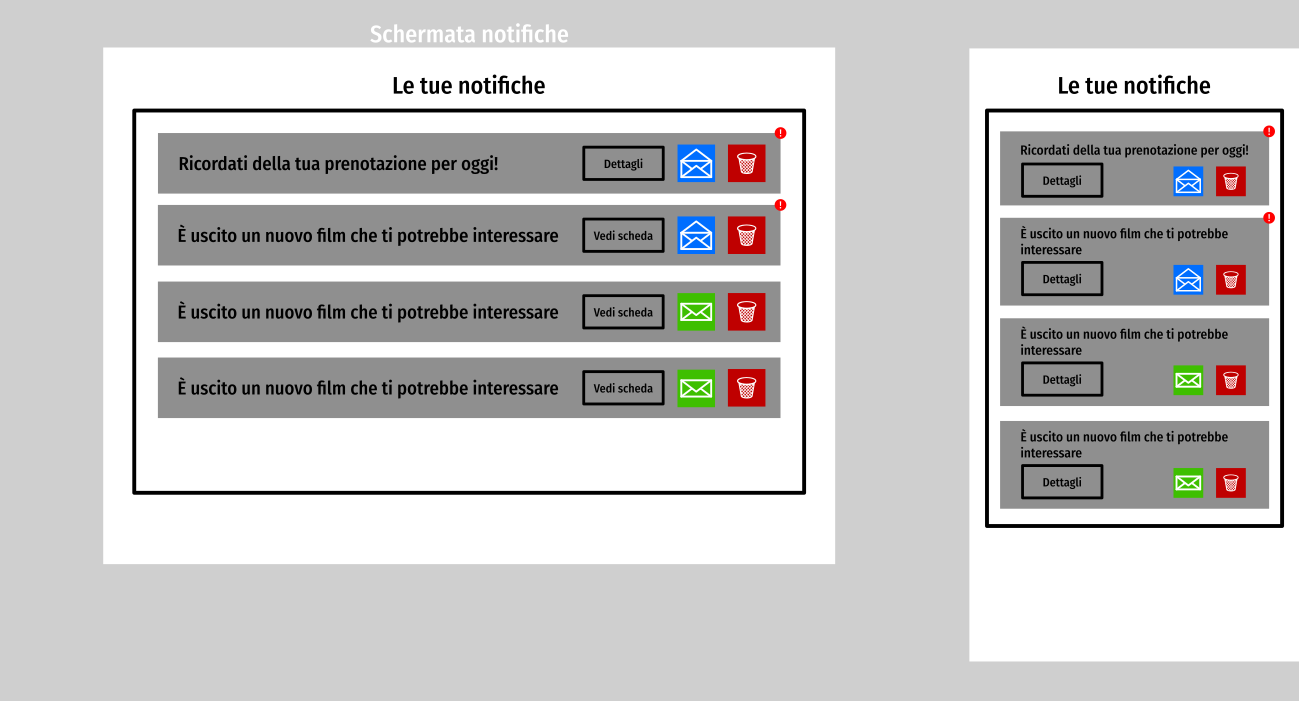 Schermata notifiche
Le tue notifiche
Ricordati della tua prenotazione per oggi!
Dettagli
!
È uscito un nuovo film che ti potrebbe interessare
Vedi scheda
!
È uscito un nuovo film che ti potrebbe interessare
Vedi scheda
È uscito un nuovo film che ti potrebbe interessare
Vedi scheda
Le tue notifiche
!
Ricordati della tua prenotazione per oggi!
Dettagli
!
È uscito un nuovo film che ti potrebbe
interessare
Dettagli
È uscito un nuovo film che ti potrebbe
interessare
Dettagli
È uscito un nuovo film che ti potrebbe
interessare
Dettagli